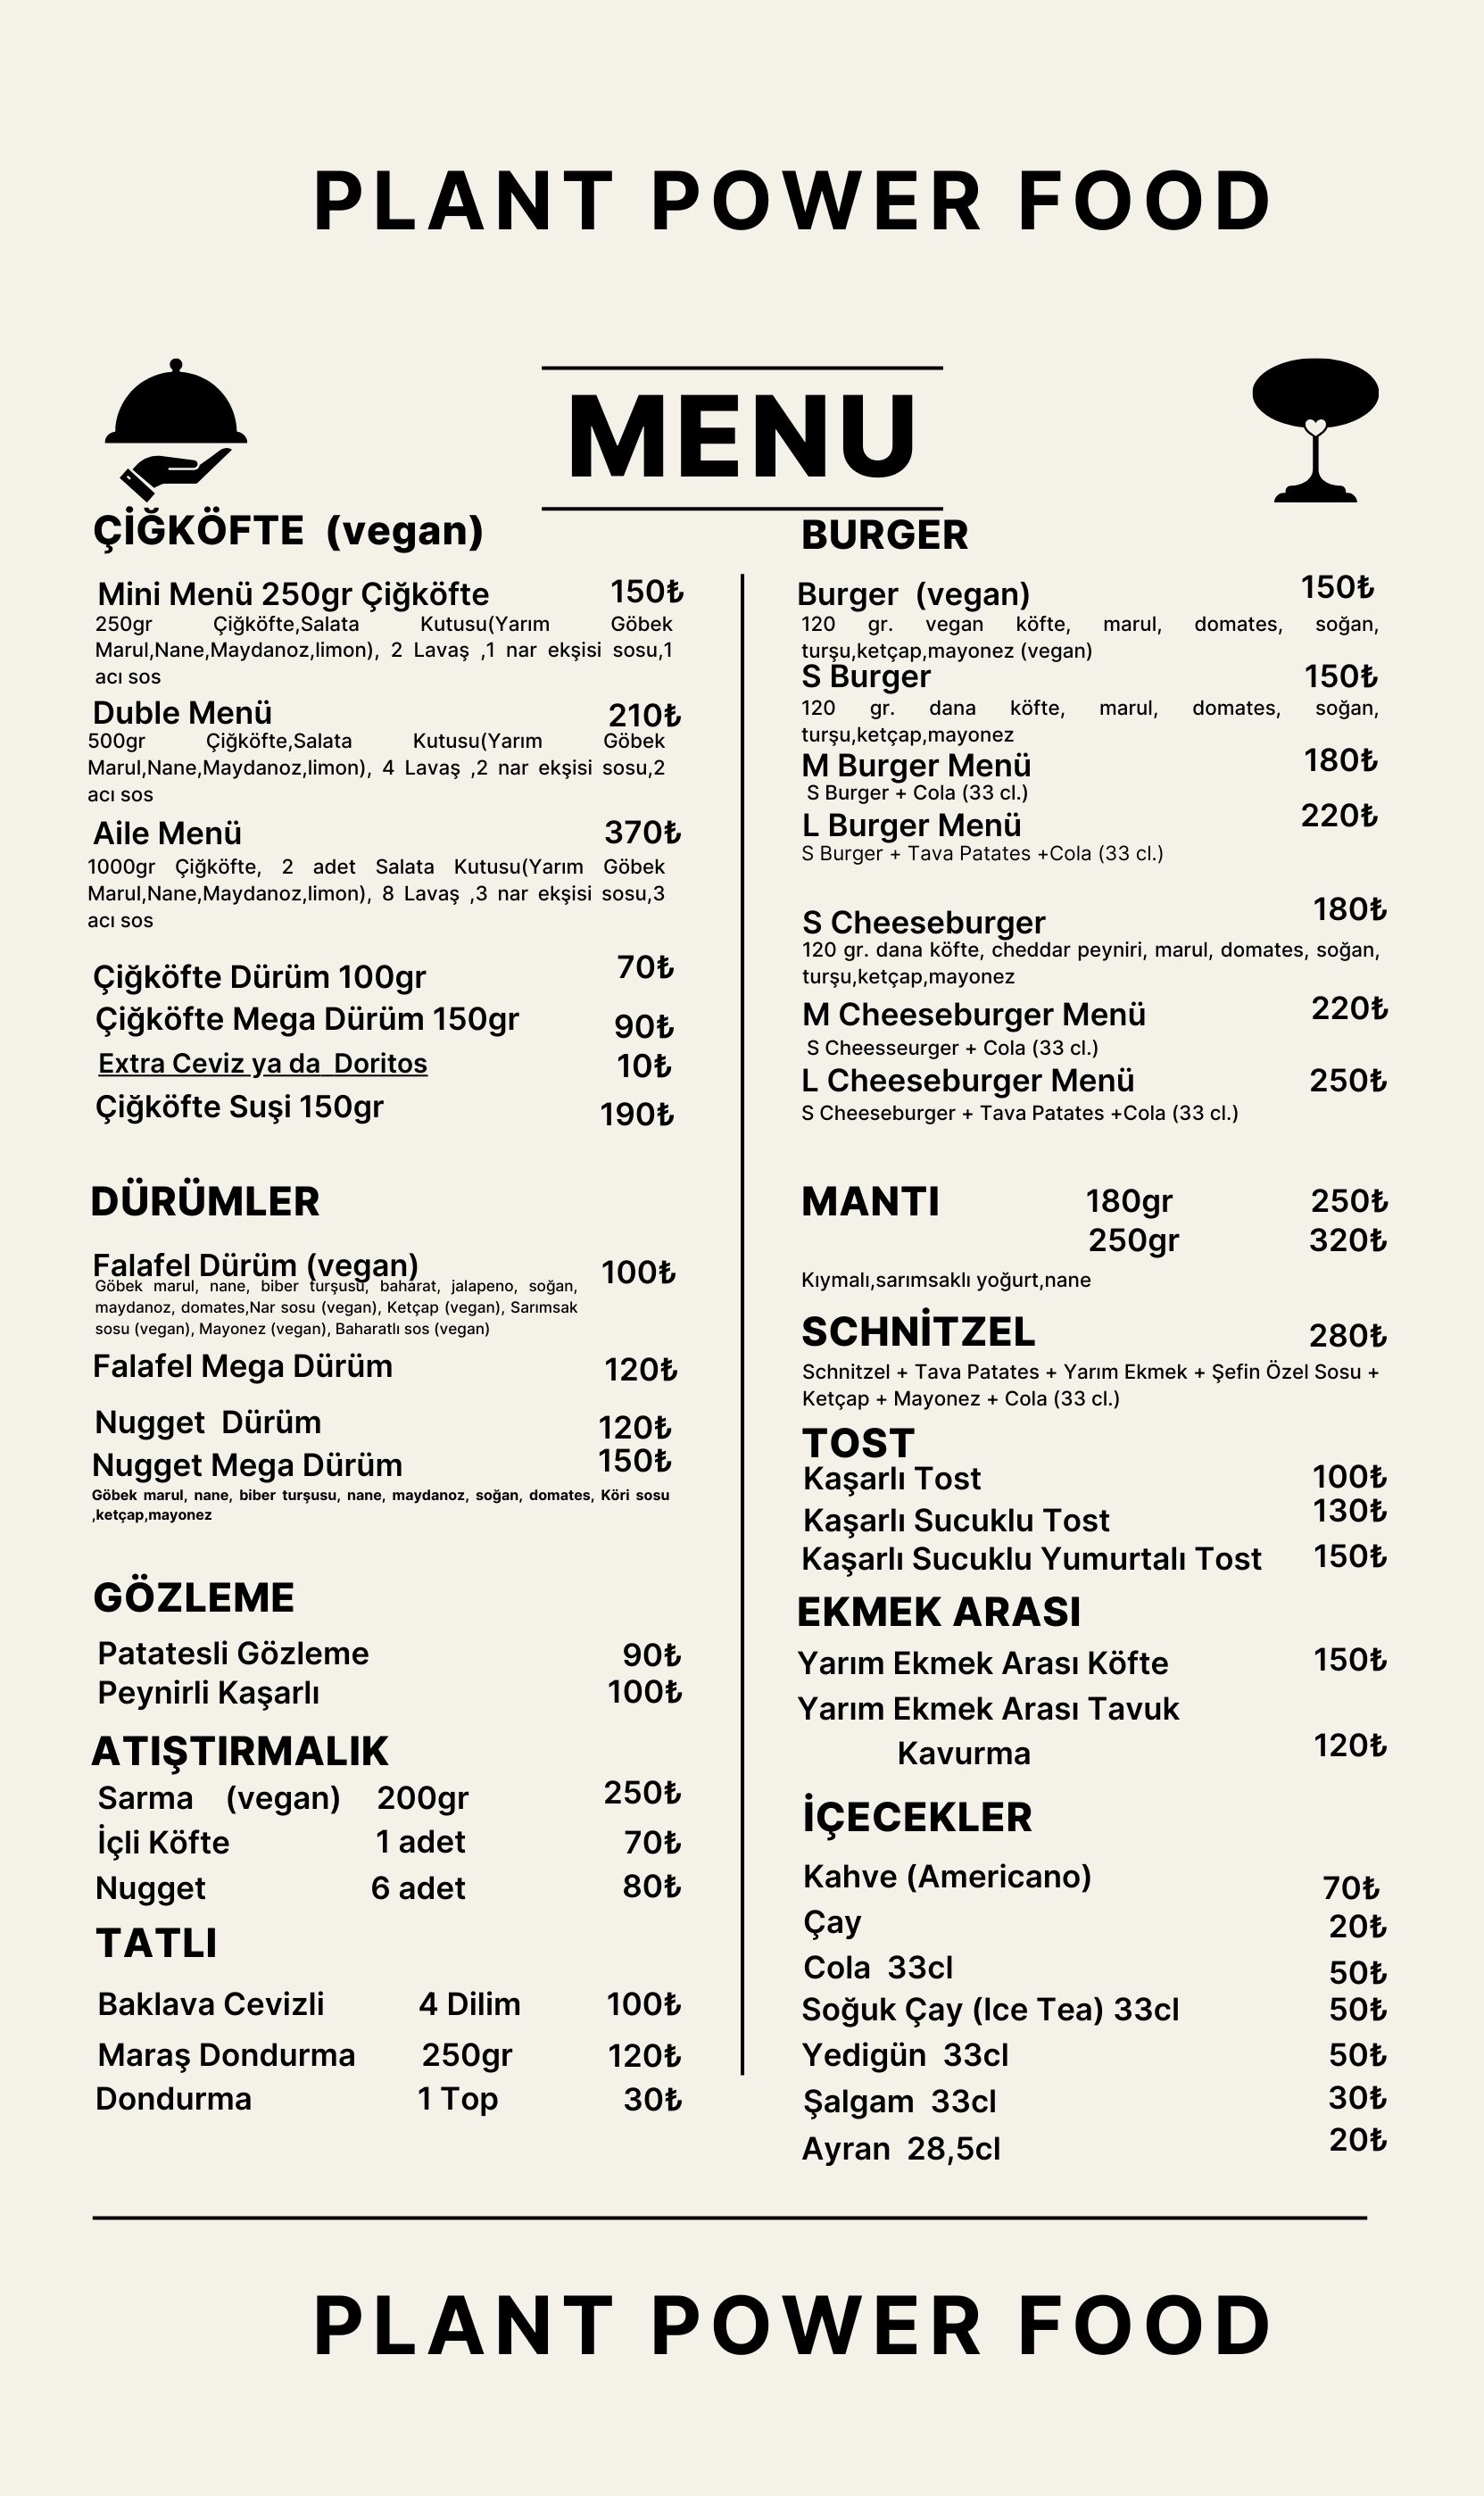 PLANT POWER FOOD
MENU
ÇİĞKÖFTE (vegan)
Mini Menü 250gr Çiğköfte 150₺
250gr Çiğköfte,Salata Kutusu(Yarım Göbek
Marul,Nane,Maydanoz,limon), 2 Lavaş ,1 nar ekşisi sosu,1
acı sos
Duble Menü 210₺
500gr Çiğköfte,Salata Kutusu(Yarım Göbek
Marul,Nane,Maydanoz,limon), 4 Lavaş ,2 nar ekşisi sosu,2
acı sos
Aile Menü 370₺
1000gr Çiğköfte, 2 adet Salata Kutusu(Yarım Göbek
Marul,Nane,Maydanoz,limon), 8 Lavaş ,3 nar ekşisi sosu,3
acı sos
Çiğköfte Dürüm 100gr 70₺
Çiğköfte Mega Dürüm 150gr 90₺
Extra Ceviz ya da Doritos 10₺
Çiğköfte Suşi 150gr 190₺
DÜRÜMLER
Falafel Dürüm (vegan) 100₺
Göbek marul, nane, biber turşusu, baharat, jalapeno, soğan,
maydanoz, domates,Nar sosu (vegan), Ketçap (vegan), Sarımsak
sosu (vegan), Mayonez (vegan), Baharatlı sos (vegan)
Falafel Mega Dürüm 120₺
Nugget Dürüm 120₺
Nugget Mega Dürüm 150₺
Göbek marul, nane, biber turşusu, nane, maydanoz, soğan, domates, Köri sosu
,ketçap,mayonez
GÖZLEME
Patatesli Gözleme 90₺
Peynirli Kaşarlı 100₺
ATIŞTIRMALIK
Sarma (vegan) 200gr 250₺
İçli Köfte 1 adet 70₺
Nugget 6 adet 80₺
TATLI
Baklava Cevizli 4 Dilim 100₺
Maraş Dondurma 250gr 120₺
Dondurma 1 Top 30₺
BURGER
Burger (vegan) 150₺
120 gr. vegan köfte, marul, domates, soğan,
turşu,ketçap,mayonez (vegan)
S Burger 150₺
120 gr. dana köfte, marul, domates, soğan,
turşu,ketçap,mayonez
M Burger Menü 180₺
S Burger + Cola (33 cl.)
L Burger Menü 220₺
S Burger + Tava Patates +Cola (33 cl.)
S Cheeseburger 180₺
120 gr. dana köfte, cheddar peyniri, marul, domates, soğan,
turşu,ketçap,mayonez
M Cheeseburger Menü 220₺
S Cheesseurger + Cola (33 cl.)
L Cheeseburger Menü 250₺
S Cheeseburger + Tava Patates +Cola (33 cl.)
MANTI 180gr 250₺
250gr 320₺
Kıymalı,sarımsaklı yoğurt,nane
SCHNİTZEL 280₺
Schnitzel + Tava Patates + Yarım Ekmek + Şefin Özel Sosu +
Ketçap + Mayonez + Cola (33 cl.)
TOST
Kaşarlı Tost 100₺
Kaşarlı Sucuklu Tost 130₺
Kaşarlı Sucuklu Yumurtalı Tost 150₺
EKMEK ARASI
Yarım Ekmek Arası Köfte 150₺
Yarım Ekmek Arası Tavuk
Kavurma 120₺
İÇECEKLER
Kahve (Americano) 70₺
Çay 20₺
Cola 33cl 50₺
Soğuk Çay (Ice Tea) 33cl 50₺
Yedigün 33cl 50₺
Şalgam 33cl 30₺
Ayran 28,5cl 20₺
PLANT POWER FOOD